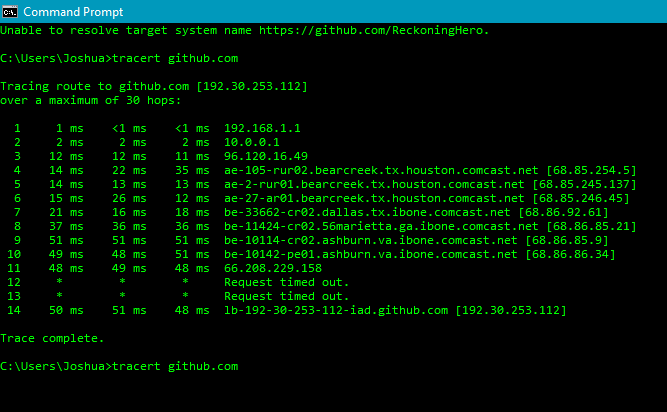 Command Prompt
Unable to resolve target system name https://github.com/ReckoningHero.
C:\Users\Joshua>tracert github.com
Tracing route to github.com [192.30.253.112]
over a maximum of 30 hops:
1 1 ms <1 ms <1 ms 192.168.1.1
2 2 ms 2 ms 2 ms 10.0.0.1
3 12 ms 12 ms 11 ms 96.120.16.49
4 14 ms 22 ms 35 ms ae-105-rur02.bearcreek.tx.houston.comcast.net [68.85.254.5]
5 14 ms 13 ms 13 ms ae-2-rur01.bearcreek.tx.houston.comcast.net [68.85.245.137]
6 15 ms 26 ms 12 ms ae-27-ar01.bearcreek.tx.houston.comcast.net [68.85.246.45]
7 21 ms 16 ms 18 ms be-33662-cr02.dallas.tx.ibone.comcast.net [68.86.92.61]
8 37 ms 36 ms 36 ms be-11424-cr02.56marietta.ga.ibone.comcast.net [68.86.85.21]
9 51 ms 51 ms 51 ms be-10114-cr02.ashburn.va.ibone.comcast.net [68.86.85.9]
10 49 ms 48 ms 51 ms be-10142-pe01.ashburn.va.ibone.comcast.net [68.86.86.34]
11 48 ms 49 ms 48 ms 66.208.229.158
12 * * * Request timed out.
13 * * * Request timed out.
14 50 ms 51 ms 48 ms lb-192-30-253-112-iad.github.com [192.30.253.112]
Trace complete.
C:\Users\Joshua>tracert github.com